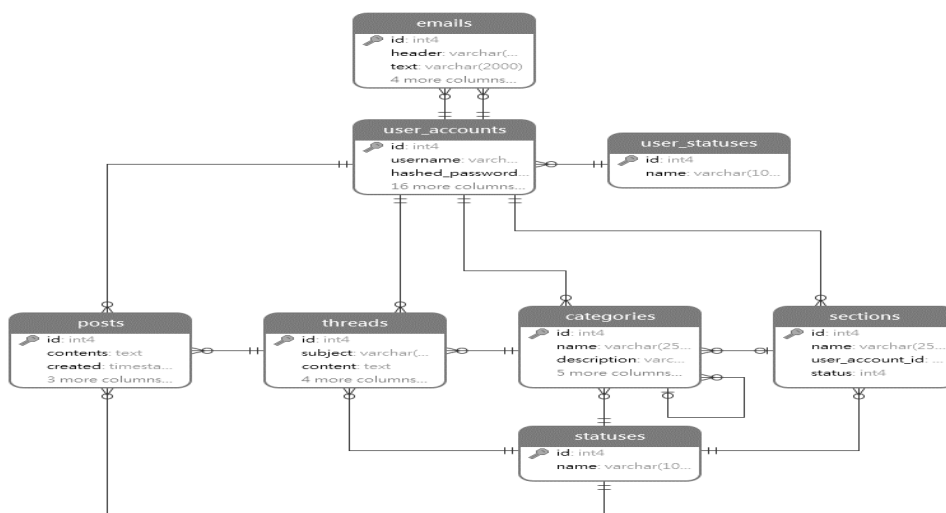 emails
id: int4
header: varchar(...
text: varchar(2000)
4 more columns...
user_accounts
id: int4
username: varch...
hashed_password...
16 more columns...
user_statuses
id: int4
name: varchar(10...
posts
id: int4
contents: text
created: timesta...
3 more columns...
threads
id: int4
subject: varchar(...
content: text
4 more columns...
categories
id: int4
name: varchar(25...
description: varc...
5 more columns...
sections
id: int4
name: varchar(25...
user_account_id: ...
status: int4
statuses
id: int4
name: varchar(10...